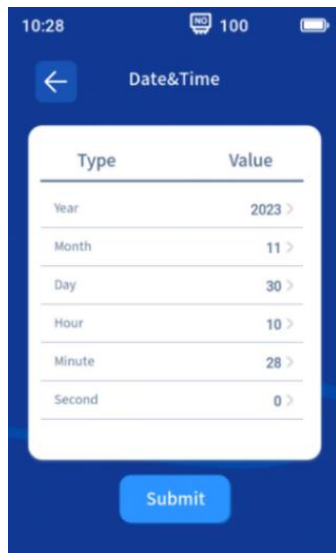 10:28 NO 100
Date&Time
Type Value
Year 2023
Month 11
Day 30
Hour 10
Minute 28
Second 0
Submit